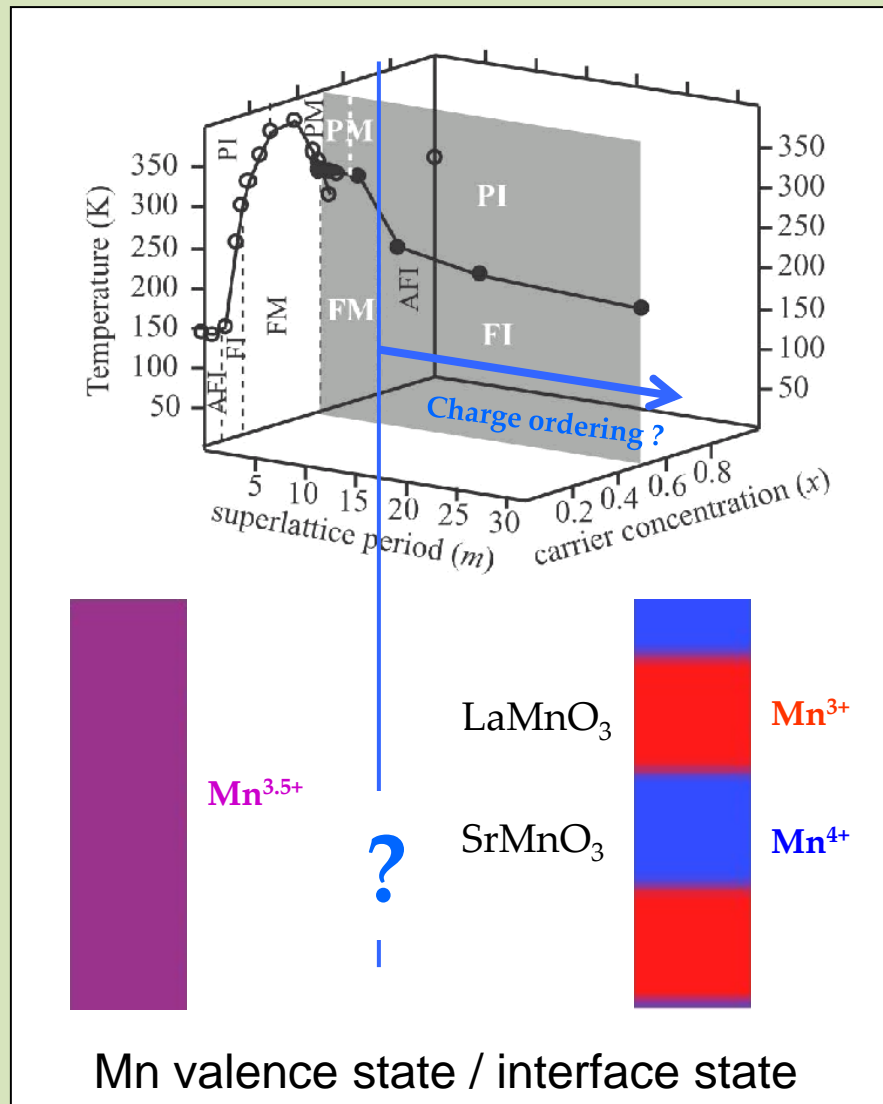 Temperature (K)
350
300
250
200
150
100
50
PI
PM
PM
PI
AFI
FI
FM
FM
AFI
FI
350
300
250
200
150
100
50
Charge ordering ?
5 10 15 20 25 30
superlattice period (m)
0.2 0.4 0.6 0.8
carrier concentration (x)
LaMnO₃
Mn³⁺
Mn³·⁵⁺
SrMnO₃
Mn⁴⁺
?
Mn valence state / interface state